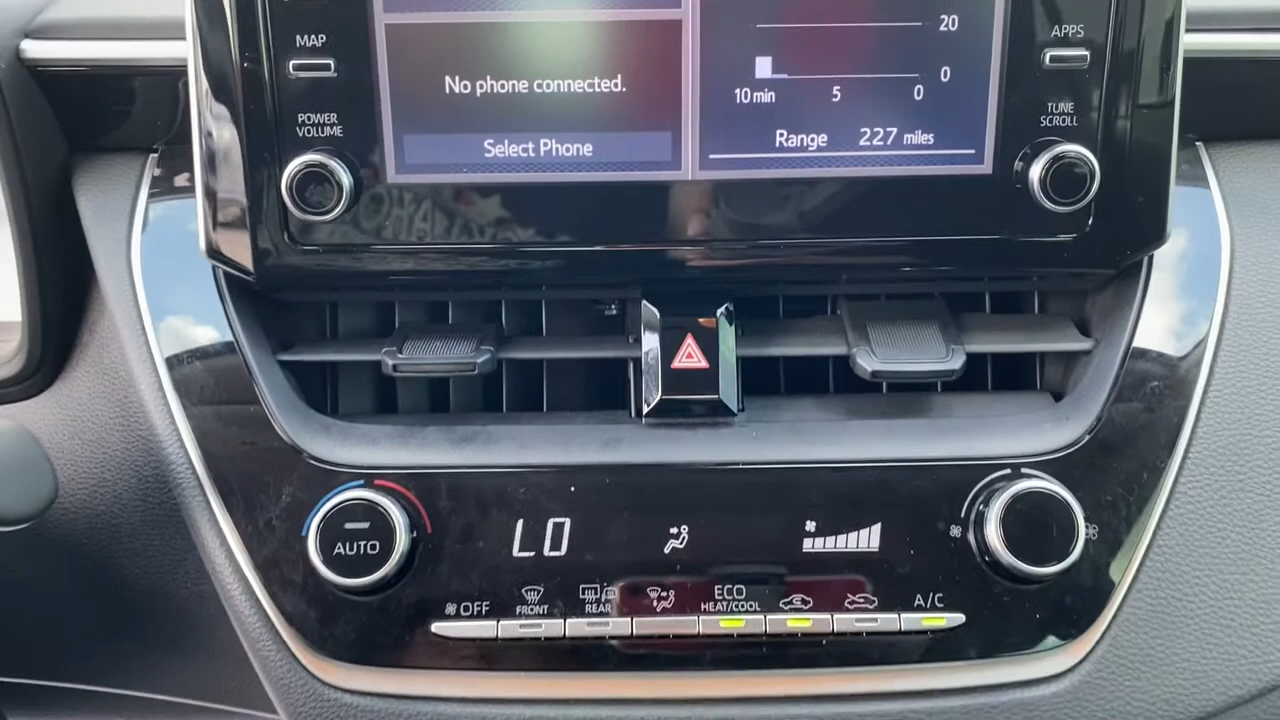 MAP
POWER
VOLUME
No phone connected.
Select Phone
20
0
10 min 5 0
Range 227 miles
APPS
TUNE
SCROLL
AUTO
LO
OFF
FRONT
REAR
ECO
HEAT/COOL
A/C